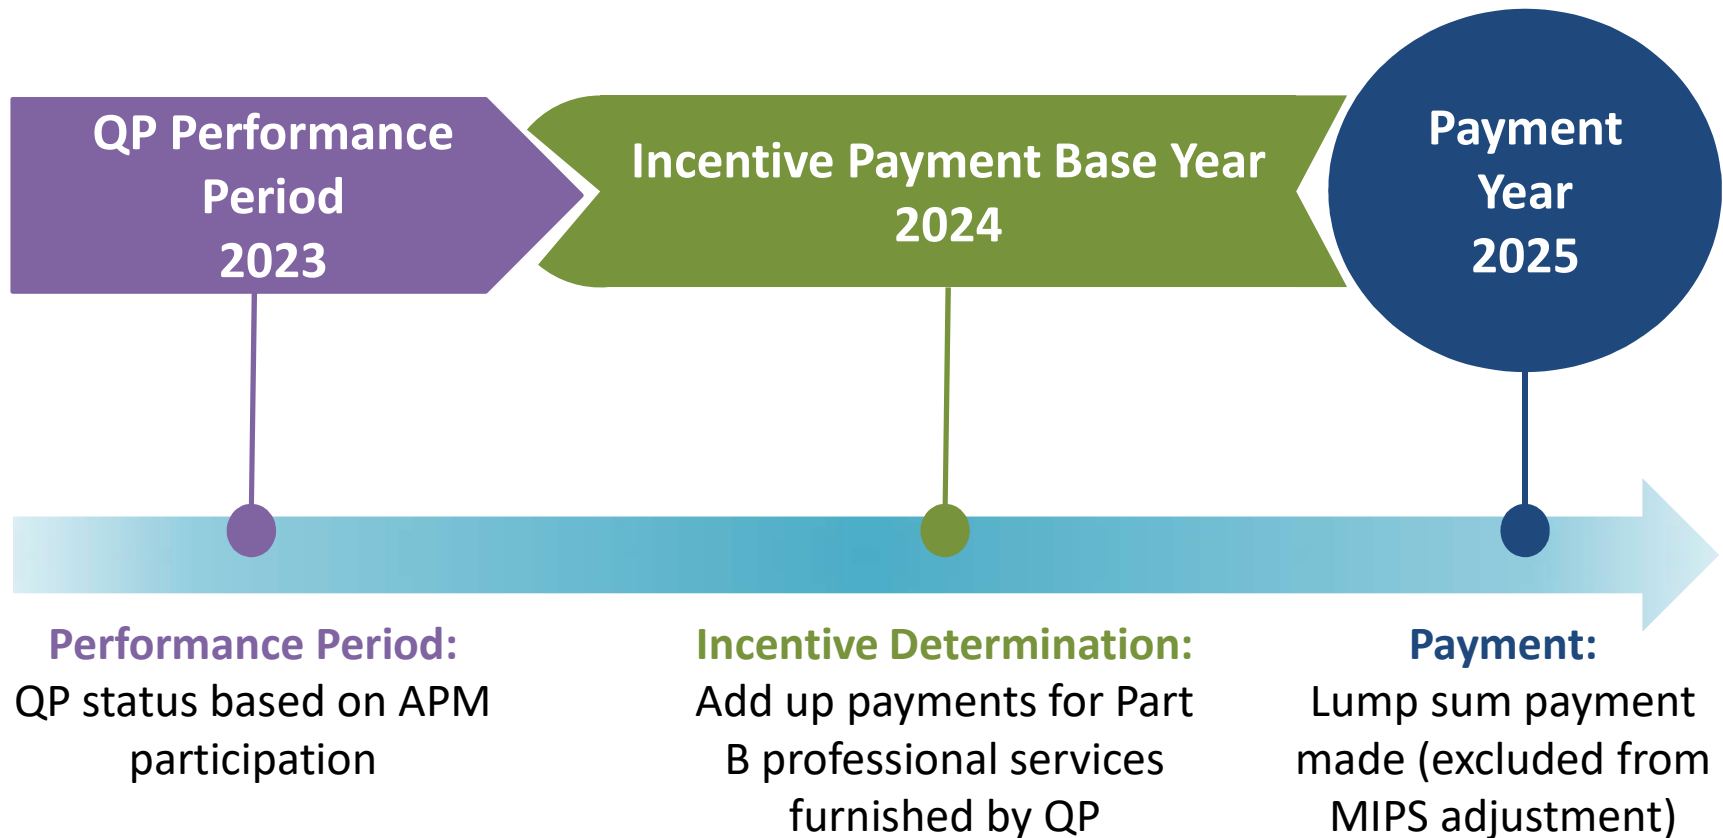 QP Performance
Period
2023
Incentive Payment Base Year
2024
Payment
Year
2025
Performance Period:
QP status based on APM
participation
Incentive Determination:
Add up payments for Part
B professional services
furnished by QP
Payment:
Lump sum payment
made (excluded from
MIPS adjustment)